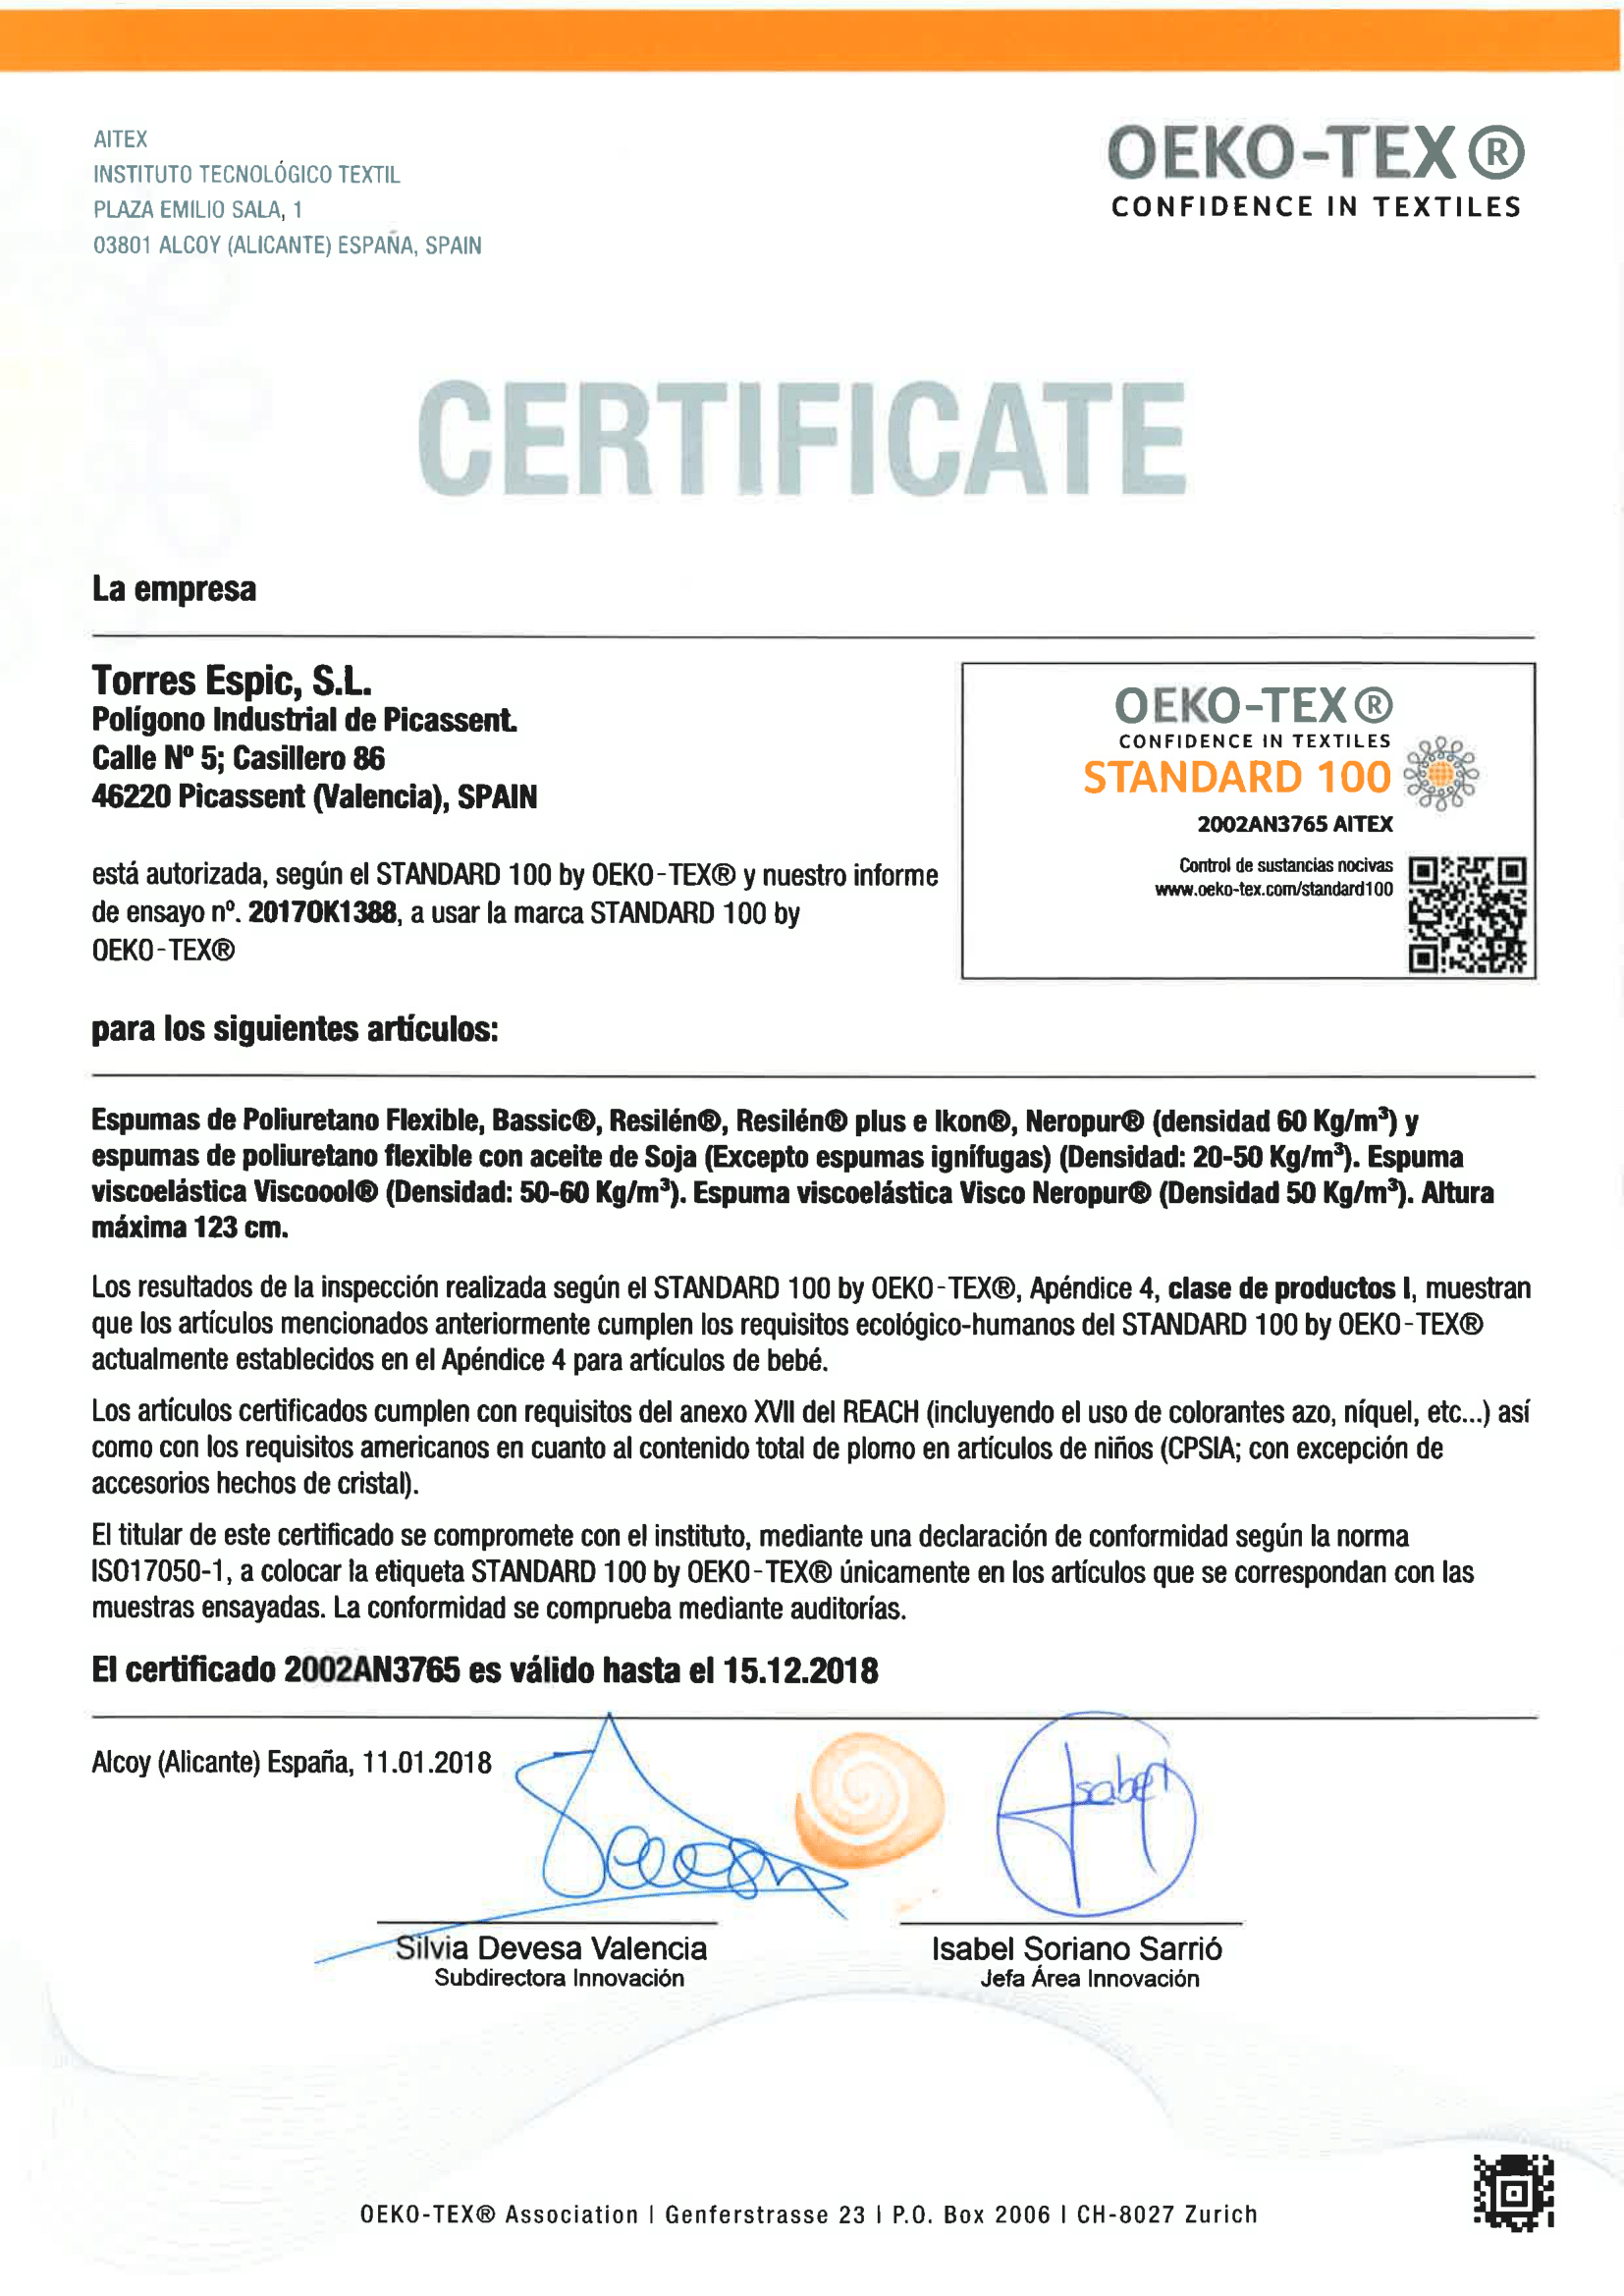 AITEX
INSTITUTO TECNOLÓGICO TEXTIL
PLAZA EMILIO SALA, 1
03801 ALCOY (ALICANTE) ESPAÑA, SPAIN
OEKO-TEX®
CONFIDENCE IN TEXTILES
CERTIFICATE
La empresa
Torres Espic, S.L.
Polígono Industrial de Picassent.
Calle Nº 5; Casillero 86
46220 Picassent (Valencia), SPAIN
OEKO-TEX®
CONFIDENCE IN TEXTILES
STANDARD 100
2002AN3765 AITEX
Control de sustancias nocivas
www.oeko-tex.com/standard100
está autorizada, según el STANDARD 100 by OEKO-TEX® y nuestro informe
de ensayo nº. 20170K1388, a usar la marca STANDARD 100 by
OEKO-TEX®
para los siguientes artículos:
Espumas de Poliuretano Flexible, Bassic®, Resilén®, Resilén® plus e Ikon®, Neropur® (densidad 60 Kg/m³) y
espumas de poliuretano flexible con aceite de Soja (Excepto espumas ignífugas) (Densidad: 20-50 Kg/m³). Espuma
viscoelástica Viscoool® (Densidad: 50-60 Kg/m³). Espuma viscoelástica Visco Neropur® (Densidad 50 Kg/m³). Altura
máxima 123 cm.
Los resultados de la inspección realizada según el STANDARD 100 by OEKO-TEX®, Apéndice 4, clase de productos I, muestran
que los artículos mencionados anteriormente cumplen los requisitos ecológico-humanos del STANDARD 100 by OEKO-TEX®
actualmente establecidos en el Apéndice 4 para artículos de bebé.
Los artículos certificados cumplen con requisitos del anexo XVII del REACH (incluyendo el uso de colorantes azo, níquel, etc...) así
como con los requisitos americanos en cuanto al contenido total de plomo en artículos de niños (CPSIA; con excepción de
accesorios hechos de cristal).
El titular de este certificado se compromete con el instituto, mediante una declaración de conformidad según la norma
ISO17050-1, a colocar la etiqueta STANDARD 100 by OEKO-TEX® únicamente en los artículos que se correspondan con las
muestras ensayadas. La conformidad se comprueba mediante auditorías.
El certificado 2002AN3765 es válido hasta el 15.12.2018
Alcoy (Alicante) España, 11.01.2018
Isabel
Silvia Devesa Valencia
Subdirectora Innovación
Isabel Soriano Sarrió
Jefa Área Innovación
OEKO-TEX® Association | Genferstrasse 23 | P.O. Box 2006 | CH-8027 Zurich